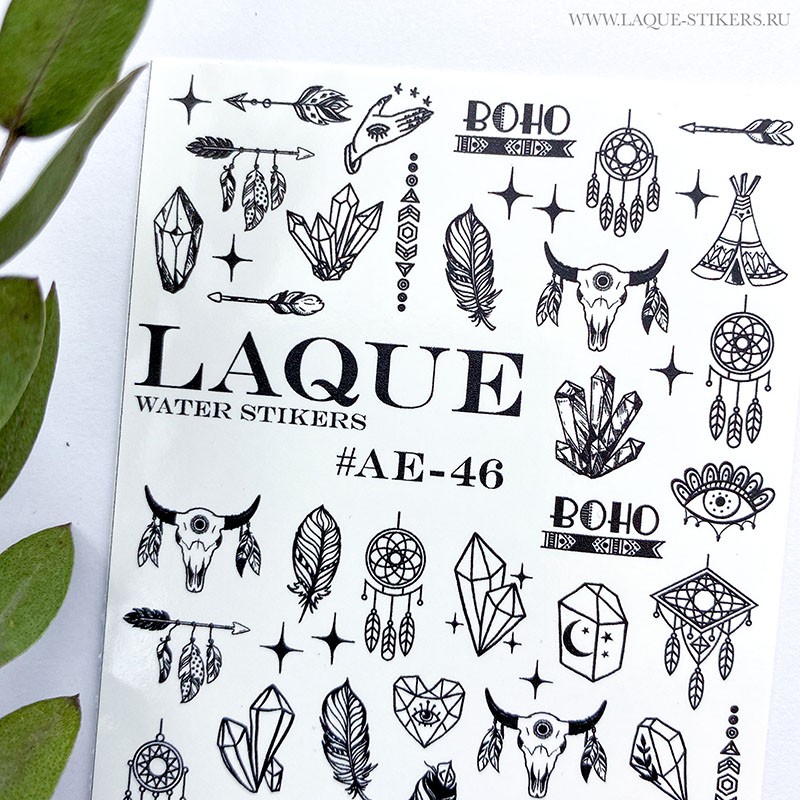 WWW.LAQUE-STIKERS.RU
BOHO
LAQUE
WATER STIKERS
#AE-46
BOHO